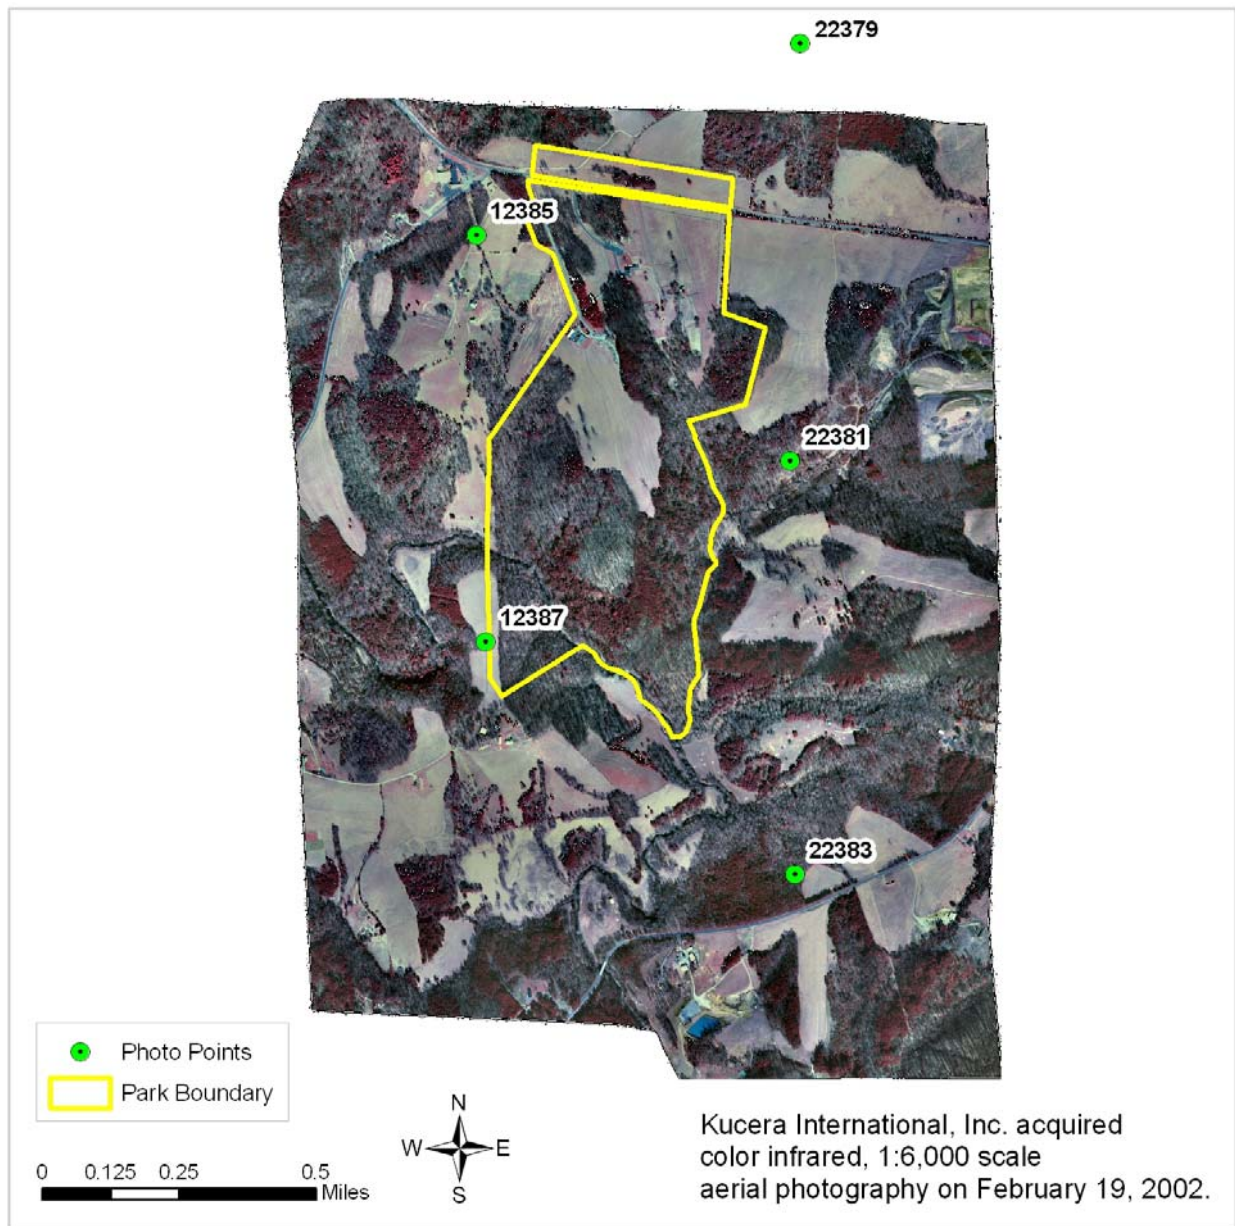 22379
12385
22381
12387
22383
Photo Points
Park Boundary
N
W E
S
0 0.125 0.25 0.5
Miles
Kucera International, Inc. acquired
color infrared, 1:6,000 scale
aerial photography on February 19, 2002.